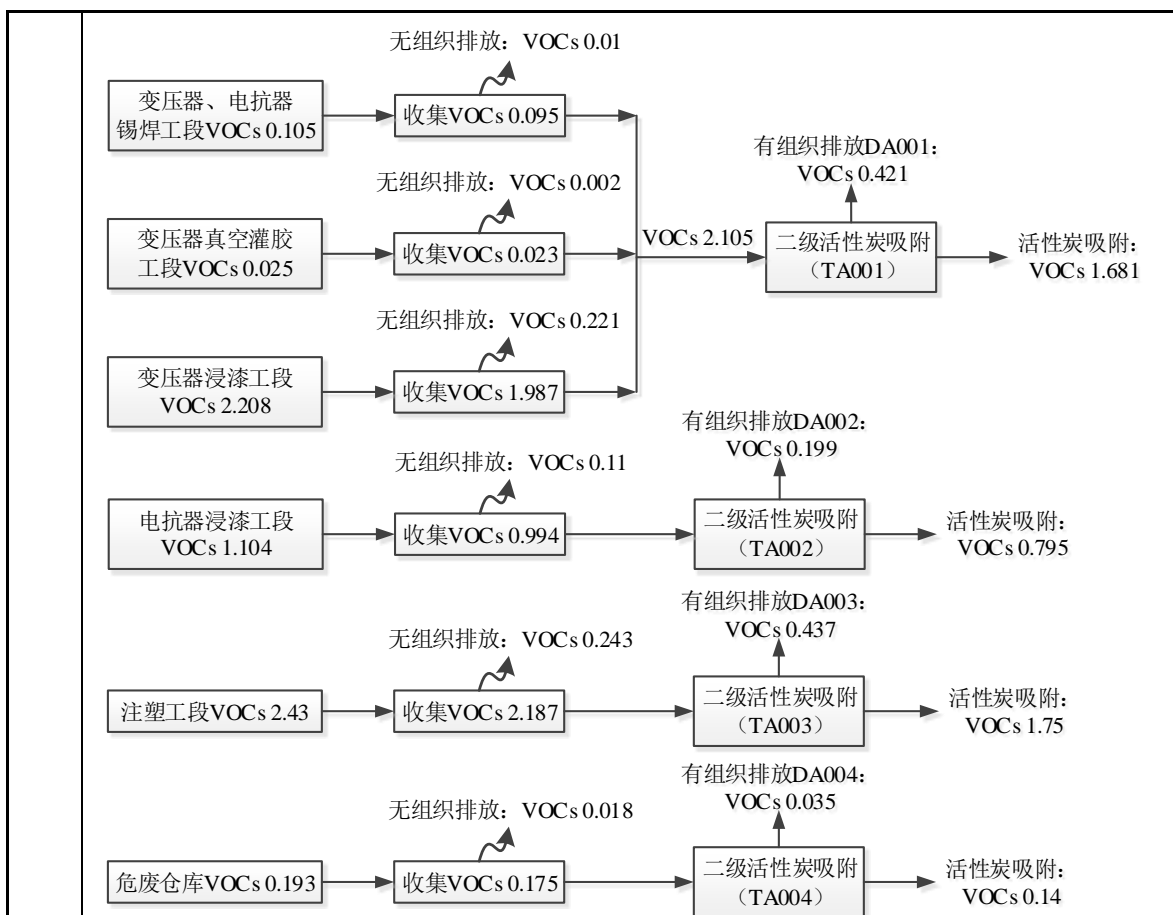 无组织排放：VOCs 0.01
变压器、电抗器
锡焊工段VOCs 0.105
收集VOCs 0.095
无组织排放：VOCs 0.002
变压器真空灌胶
工段VOCs 0.025
收集VOCs 0.023
无组织排放：VOCs 0.221
变压器浸漆工段
VOCs 2.208
收集VOCs 1.987
VOCs 2.105
有组织排放DA001：
VOCs 0.421
二级活性炭吸附
（TA001）
活性炭吸附：
VOCs 1.681
无组织排放：VOCs 0.11
电抗器浸漆工段
VOCs 1.104
收集VOCs 0.994
有组织排放DA002：
VOCs 0.199
二级活性炭吸附
（TA002）
活性炭吸附：
VOCs 0.795
无组织排放：VOCs 0.243
注塑工段VOCs 2.43
收集VOCs 2.187
有组织排放DA003：
VOCs 0.437
二级活性炭吸附
（TA003）
活性炭吸附：
VOCs 1.75
无组织排放：VOCs 0.018
危废仓库VOCs 0.193
收集VOCs 0.175
有组织排放DA004：
VOCs 0.035
二级活性炭吸附
（TA004）
活性炭吸附：
VOCs 0.14